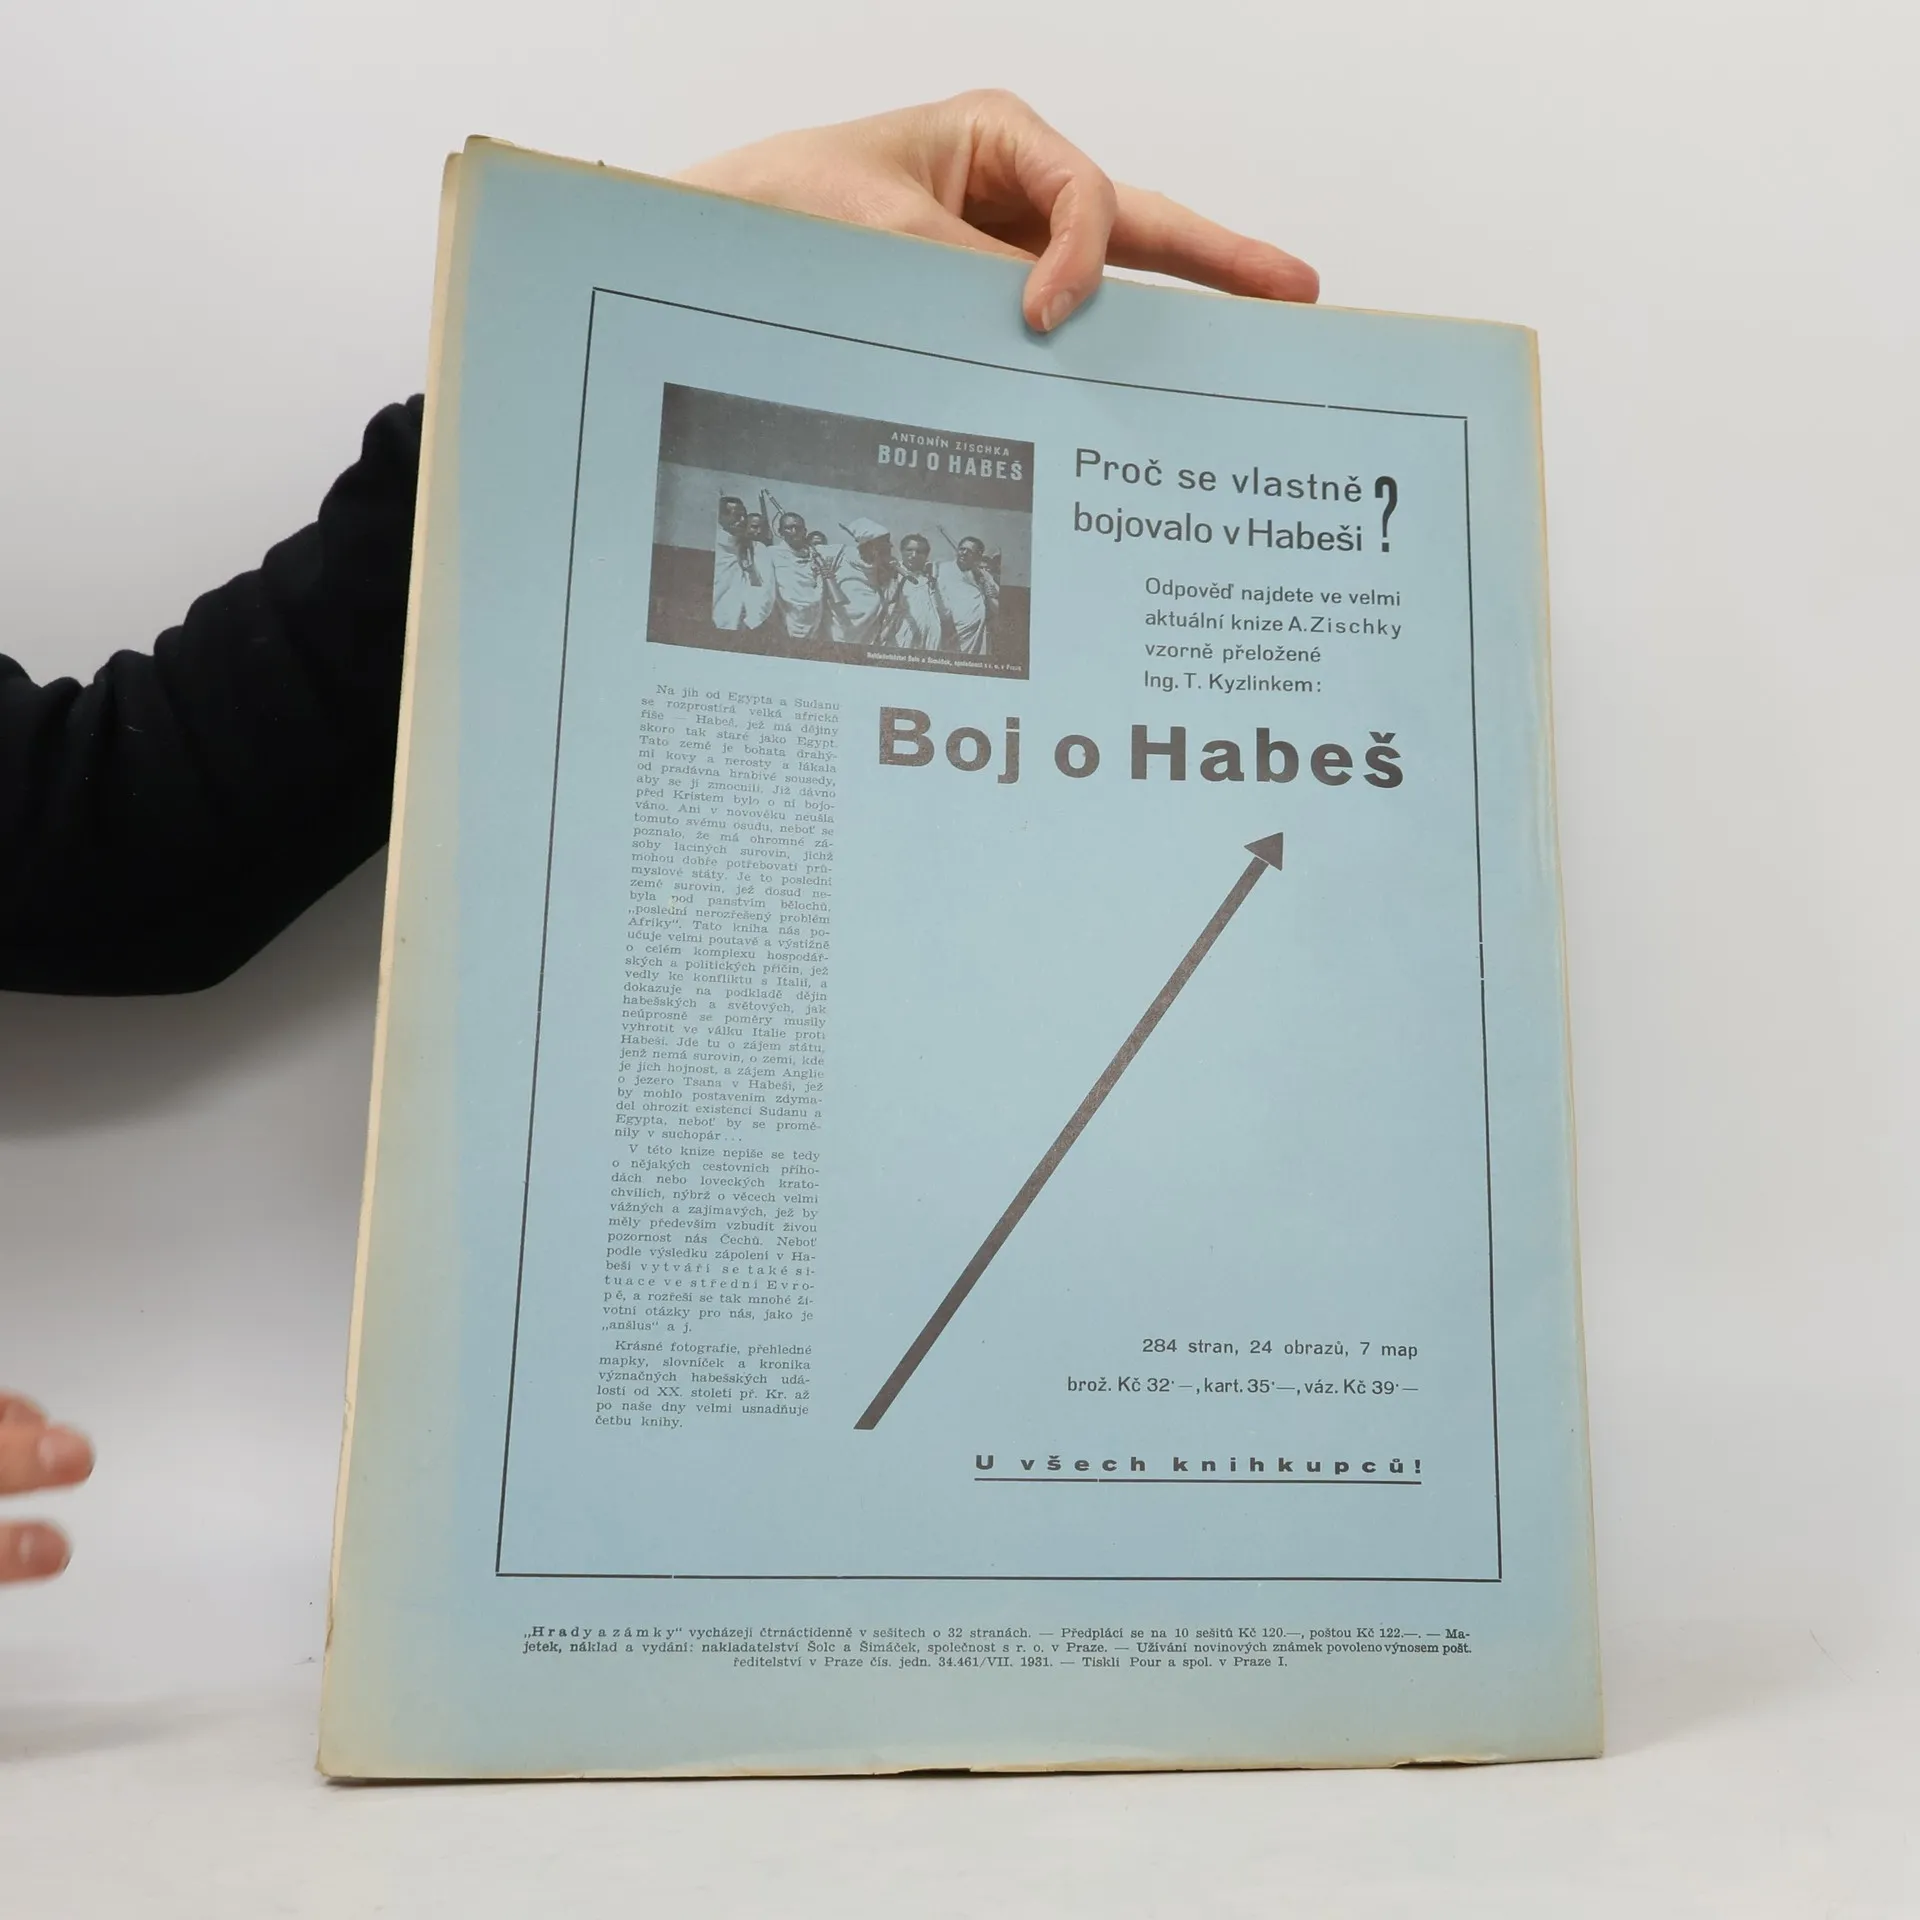 ANTONÍN ZISCHKA
BOJ O HABEŠ
Nakladatelství Šolc a Šimáček, společnost s r. o. v Praze
Proč se vlastně
bojovalo v Habeši ?
Odpověď najdete ve velmi
aktuální knize A. Zischky
vzorně přeložené
Ing. T. Kyzlinkem:
Boj o Habeš
Na jih od Egypta a Sudanu
se rozprostírá velká africká
říše — Habeš, jež má dějiny
skoro tak staré jako Egypt.
Tato země je bohata drahý-
mi kovy a nerosty a lákala
od pradávna hrabivé sousedy,
aby se jí zmocnili. Již dávno
před Kristem bylo o ni bojo-
váno. Ani v novověku neušla
tomuto svému osudu, neboť se
poznalo, že má ohromné zá-
soby laciných surovin, jichž
mohou dobře potřebovati prů-
myslové státy. Je to poslední
země surovin, jež dosud ne-
byla pod panstvím bělochů,
„poslední nerozřešený problém
Afriky“. Tato kniha nás po-
učuje velmi poutavě a výstižně
o celém komplexu hospodář-
ských a politických příčin, jež
vedly ke konfliktu s Italií, a
dokazuje na podkladě dějin
habešských a světových, jak
neúprosně se poměry musily
vyhrotit ve válku Italie proti
Habeši. Jde tu o zájem státu,
jenž nemá surovin, o zemi, kde
je jich hojnost, a zájem Anglie
o jezero Tsana v Habeši, jež
by mohlo postavením zdyma-
del ohrozit existenci Sudanu a
Egypta, neboť by se promě-
nily v suchopár...
V této knize nepíše se tedy
o nějakých cestovních přího-
dách nebo loveckých krato-
chvílích, nýbrž o věcech velmi
vážných a zajímavých, jež by
měly především vzbudit živou
pozornost nás Čechů. Neboť
podle výsledku zápolení v Ha-
beši vytváří se také si-
tuace ve střední Evro-
pě, a rozřeší se tak mnohé ži-
votní otázky pro nás, jako je
„anšlus“ a j.
Krásné fotografie, přehledné
mapky, slovníček a kronika
význačných habešských udá-
lostí od XX. století př. Kr. až
po naše dny velmi usnadňuje
četbu knihy.
284 stran, 24 obrazů, 7 map
brož. Kč 32·—, kart. 35·—, váz. Kč 39·—
U všech knihkupců!
„Hrady a zámky“ vycházejí čtrnáctidenně v sešitech o 32 stranách. — Předplácí se na 10 sešitů Kč 120.—, poštou Kč 122.—. — Ma-
jetek, náklad a vydání: nakladatelství Šolc a Šimáček, společnost s r. o. v Praze. — Užívání novinových známek povoleno výnosem pošt.
ředitelství v Praze čís. jedn. 34.461/VII. 1931. — Tiskli Pour a spol. v Praze I.